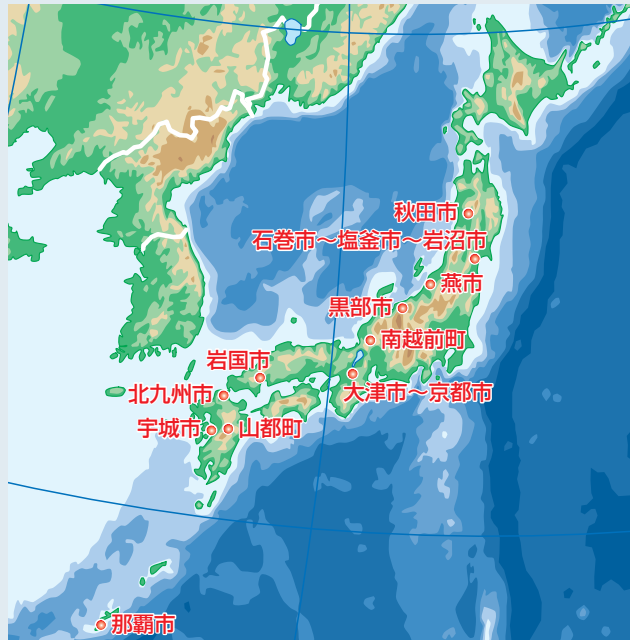 秋田市
石巻市〜塩釜市〜岩沼市
燕市
黒部市
南越前町
岩国市
大津市〜京都市
北九州市
宇城市
山都町
那覇市